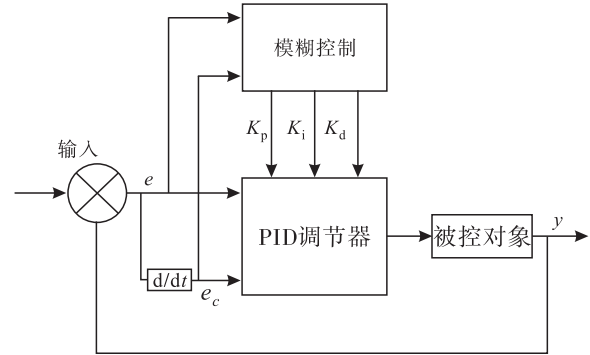 模糊控制
K_p K_i K_d
输入
e
PID调节器
被控对象
y
d/dt
e_c